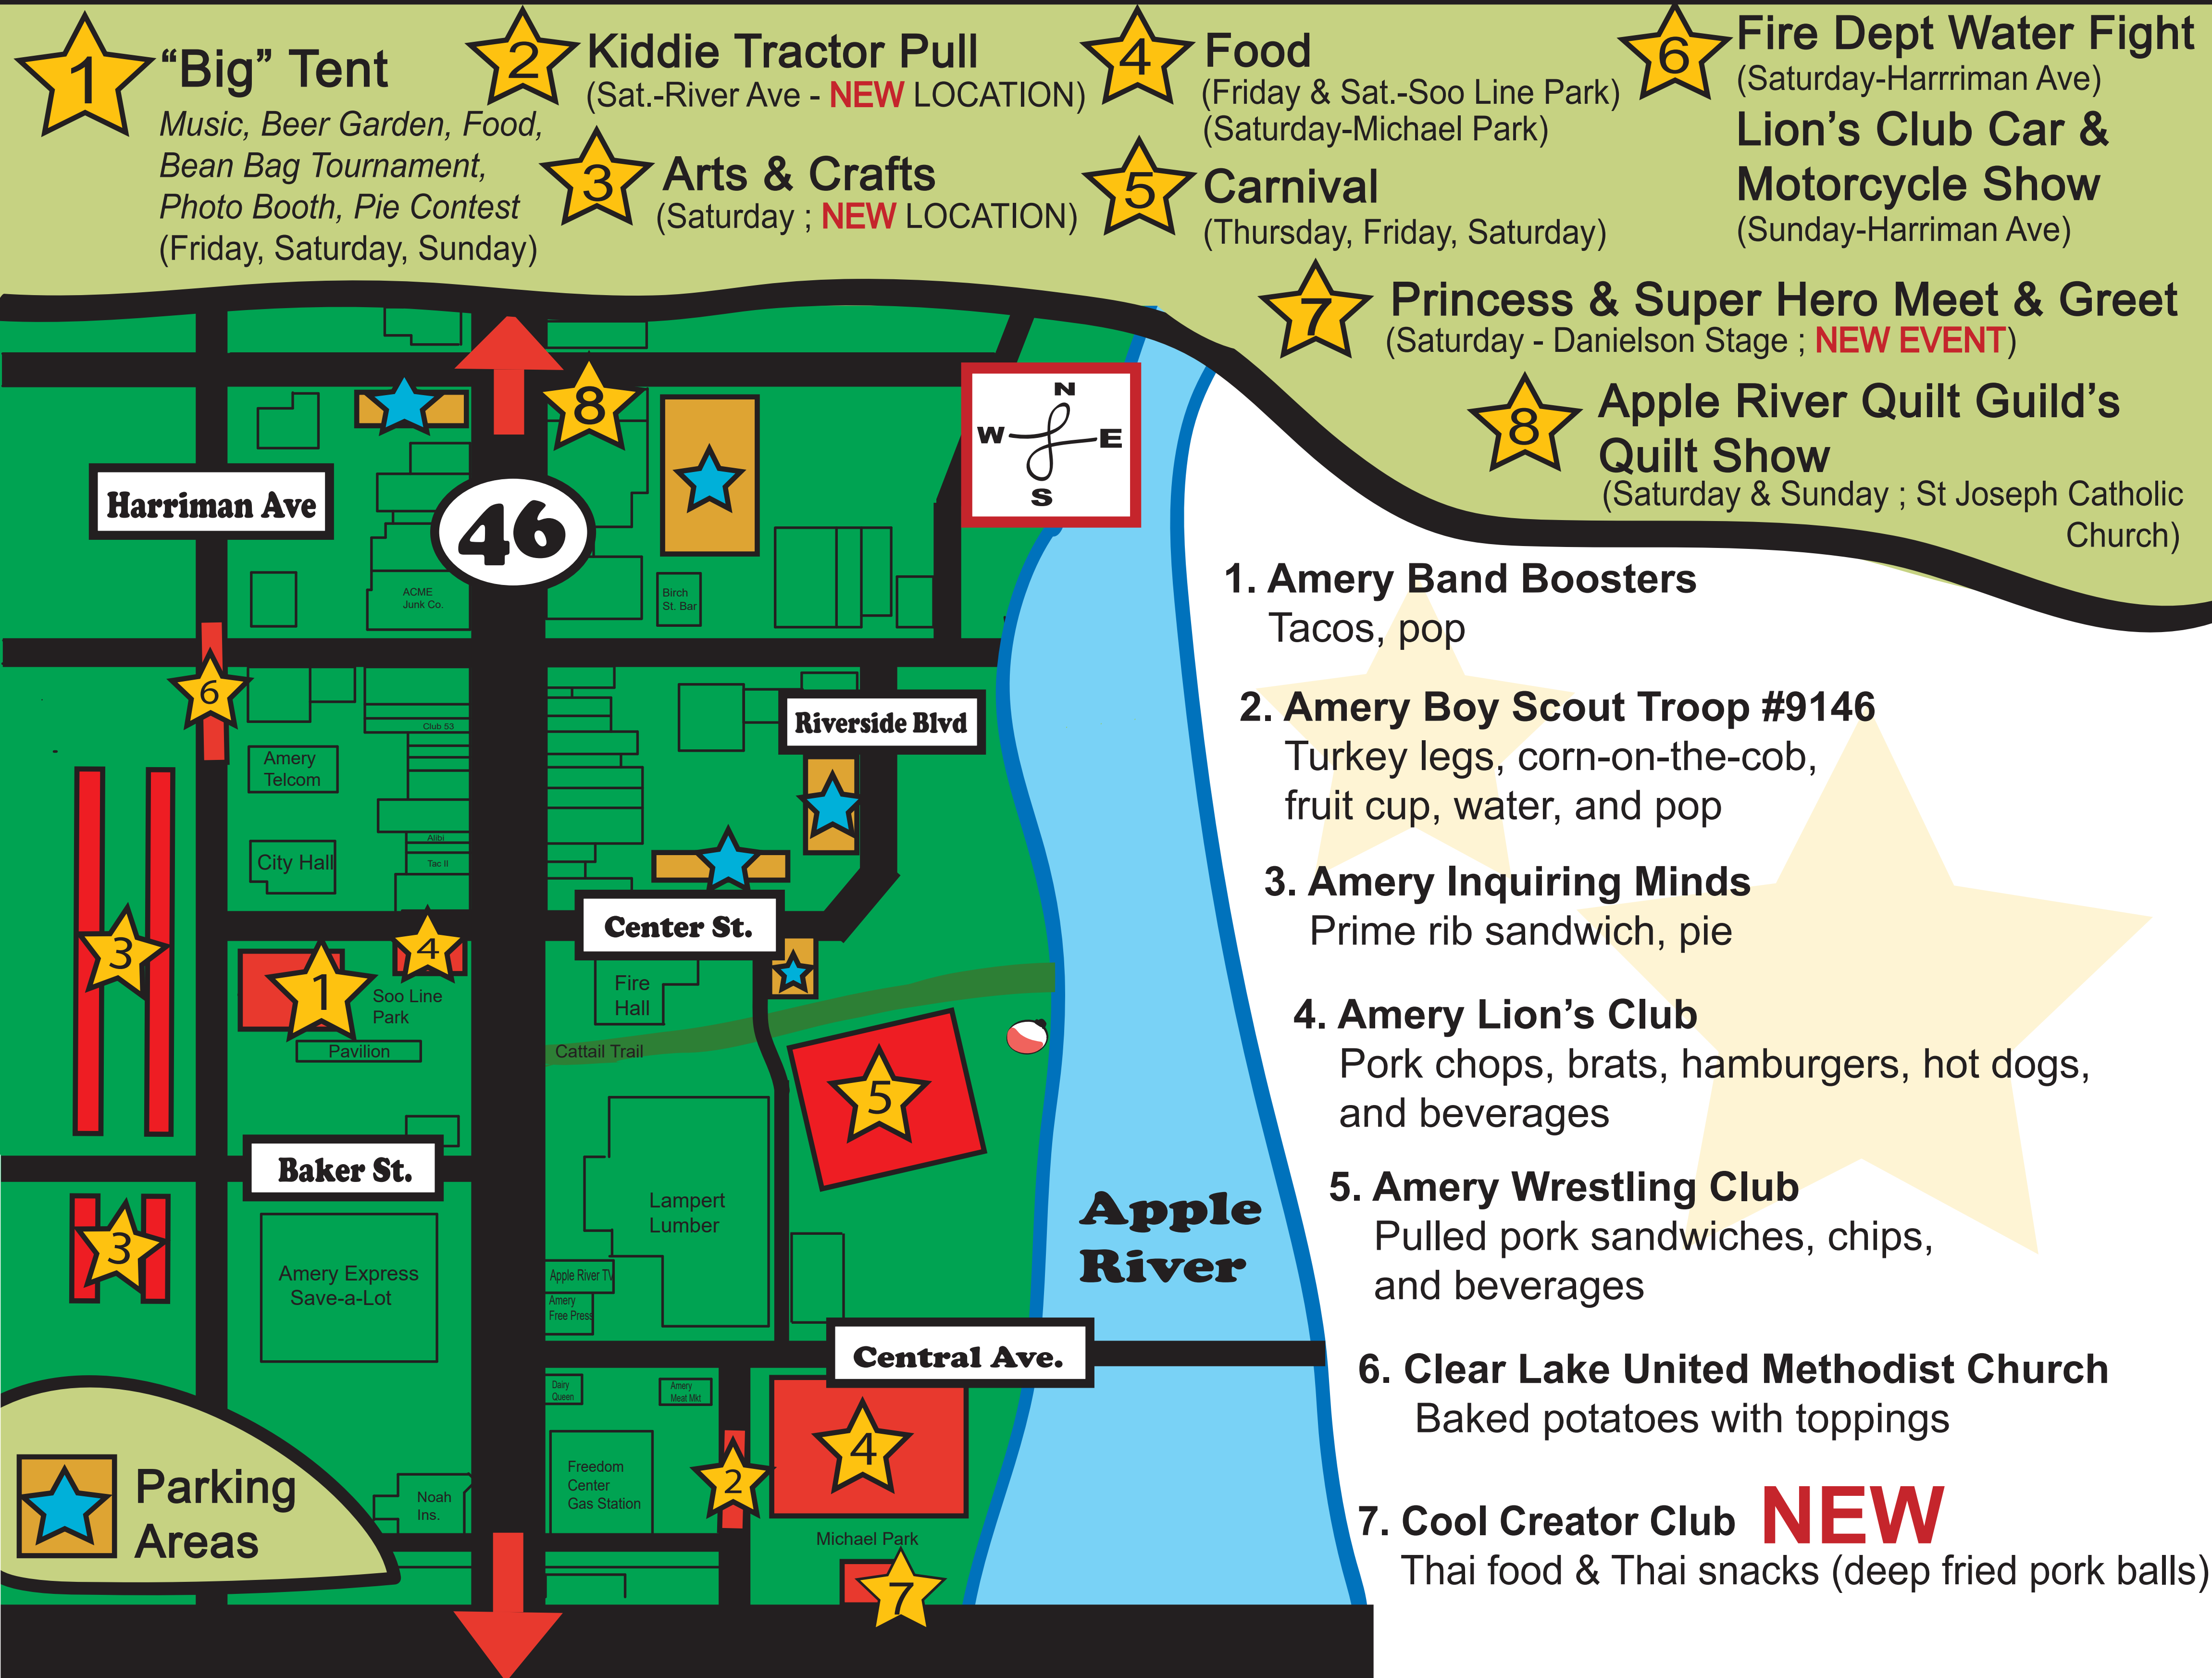 1
“Big” Tent
Music, Beer Garden, Food,
Bean Bag Tournament,
Photo Booth, Pie Contest
(Friday, Saturday, Sunday)
2
Kiddie Tractor Pull
(Sat.-River Ave - NEW LOCATION)
3
Arts & Crafts
(Saturday ; NEW LOCATION)
4
Food
(Friday & Sat.-Soo Line Park)
(Saturday-Michael Park)
5
Carnival
(Thursday, Friday, Saturday)
6
Fire Dept Water Fight
(Saturday-Harrriman Ave)
Lion’s Club Car &
Motorcycle Show
(Sunday-Harriman Ave)
7
Princess & Super Hero Meet & Greet
(Saturday - Danielson Stage ; NEW EVENT)
8
Apple River Quilt Guild’s
Quilt Show
(Saturday & Sunday ; St Joseph Catholic
Church)
8
N
W
E
S
Harriman Ave
46
ACME
Junk Co.
Birch
St. Bar
6
Club 53
Riverside Blvd
Amery
Telcom
Alibi
City Hall
Tac II
Center St.
3
4
1
Soo Line
Park
Fire
Hall
Pavilion
Cattail Trail
5
Baker St.
Lampert
Lumber
Apple
River
3
Amery Express
Save-a-Lot
Apple River TV
Amery
Free Press
Central Ave.
Dairy
Queen
Amery
Meat Mkt
4
2
Freedom
Center
Gas Station
Noah
Ins.
Michael Park
7
Parking
Areas
1. Amery Band Boosters
Tacos, pop
2. Amery Boy Scout Troop #9146
Turkey legs, corn-on-the-cob,
fruit cup, water, and pop
3. Amery Inquiring Minds
Prime rib sandwich, pie
4. Amery Lion’s Club
Pork chops, brats, hamburgers, hot dogs,
and beverages
5. Amery Wrestling Club
Pulled pork sandwiches, chips,
and beverages
6. Clear Lake United Methodist Church
Baked potatoes with toppings
7. Cool Creator Club NEW
Thai food & Thai snacks (deep fried pork balls)